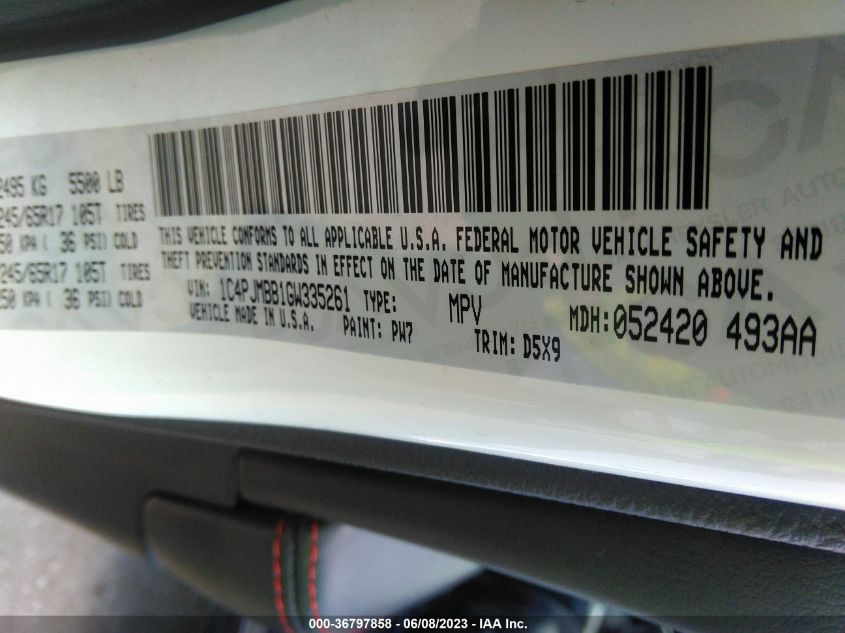 2495 KG 5500 LB
245/65R17 105T TIRES
50 KPA ( 36 PSI) COLD
245/65R17 105T TIRES
50 KPA ( 36 PSI) COLD
THIS VEHICLE CONFORMS TO ALL APPLICABLE U.S.A. FEDERAL MOTOR VEHICLE SAFETY AND
THEFT PREVENTION STANDARDS IN EFFECT ON THE DATE OF MANUFACTURE SHOWN ABOVE.
VIN: 1C4PJMBB1GW335261 TYPE: MPV MDH:052420 493AA
VEHICLE MADE IN U.S.A. PAINT: PW7 TRIM: D5X9
000-36797858 - 06/08/2023 - IAA Inc.